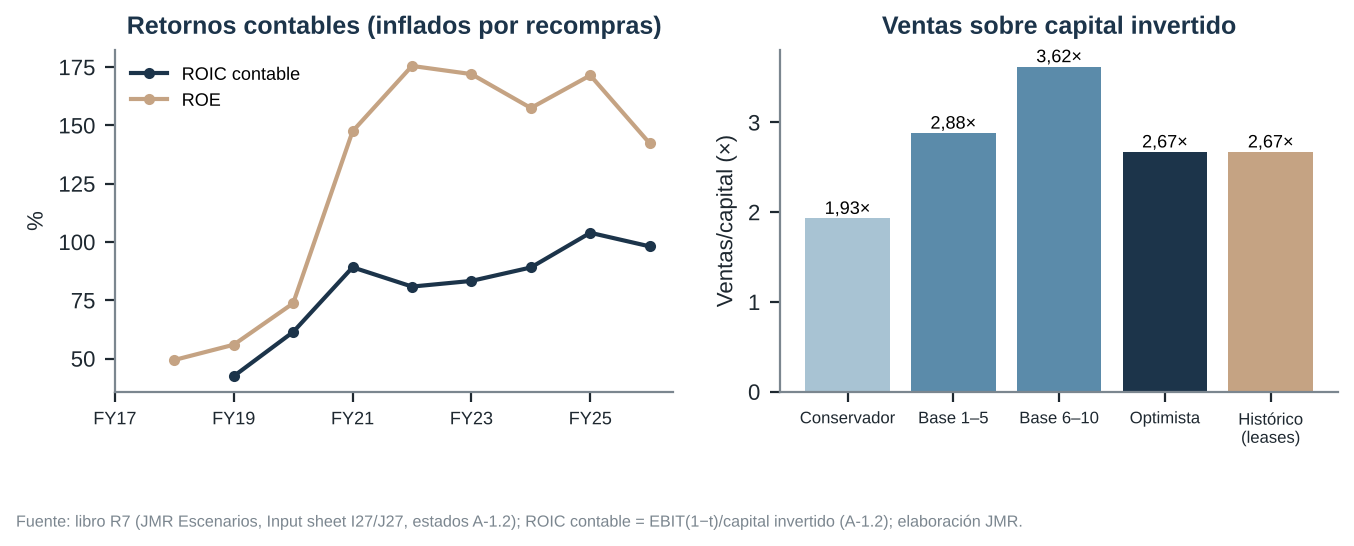 Retornos contables (inflados por recompras)
ROIC contable
ROE
%
175
150
125
100
75
50
FY17
FY19
FY21
FY23
FY25
Ventas sobre capital invertido
Ventas/capital (×)
3
2
1
0
1,93×
2,88×
3,62×
2,67×
2,67×
Conservador
Base 1–5
Base 6–10
Optimista
Histórico
(leases)
Fuente: libro R7 (JMR Escenarios, Input sheet I27/J27, estados A-1.2); ROIC contable = EBIT(1−t)/capital invertido (A-1.2); elaboración JMR.